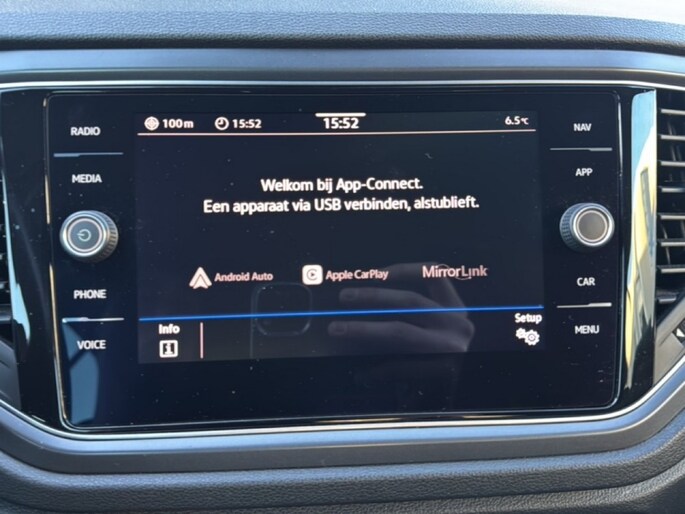 RADIO
MEDIA
PHONE
VOICE
100 m 15:52 15:52 6.5°C
Welkom bij App-Connect.
Een apparaat via USB verbinden, alstublieft.
Android Auto Apple CarPlay MirrorLink
Info Setup
NAV
APP
CAR
MENU